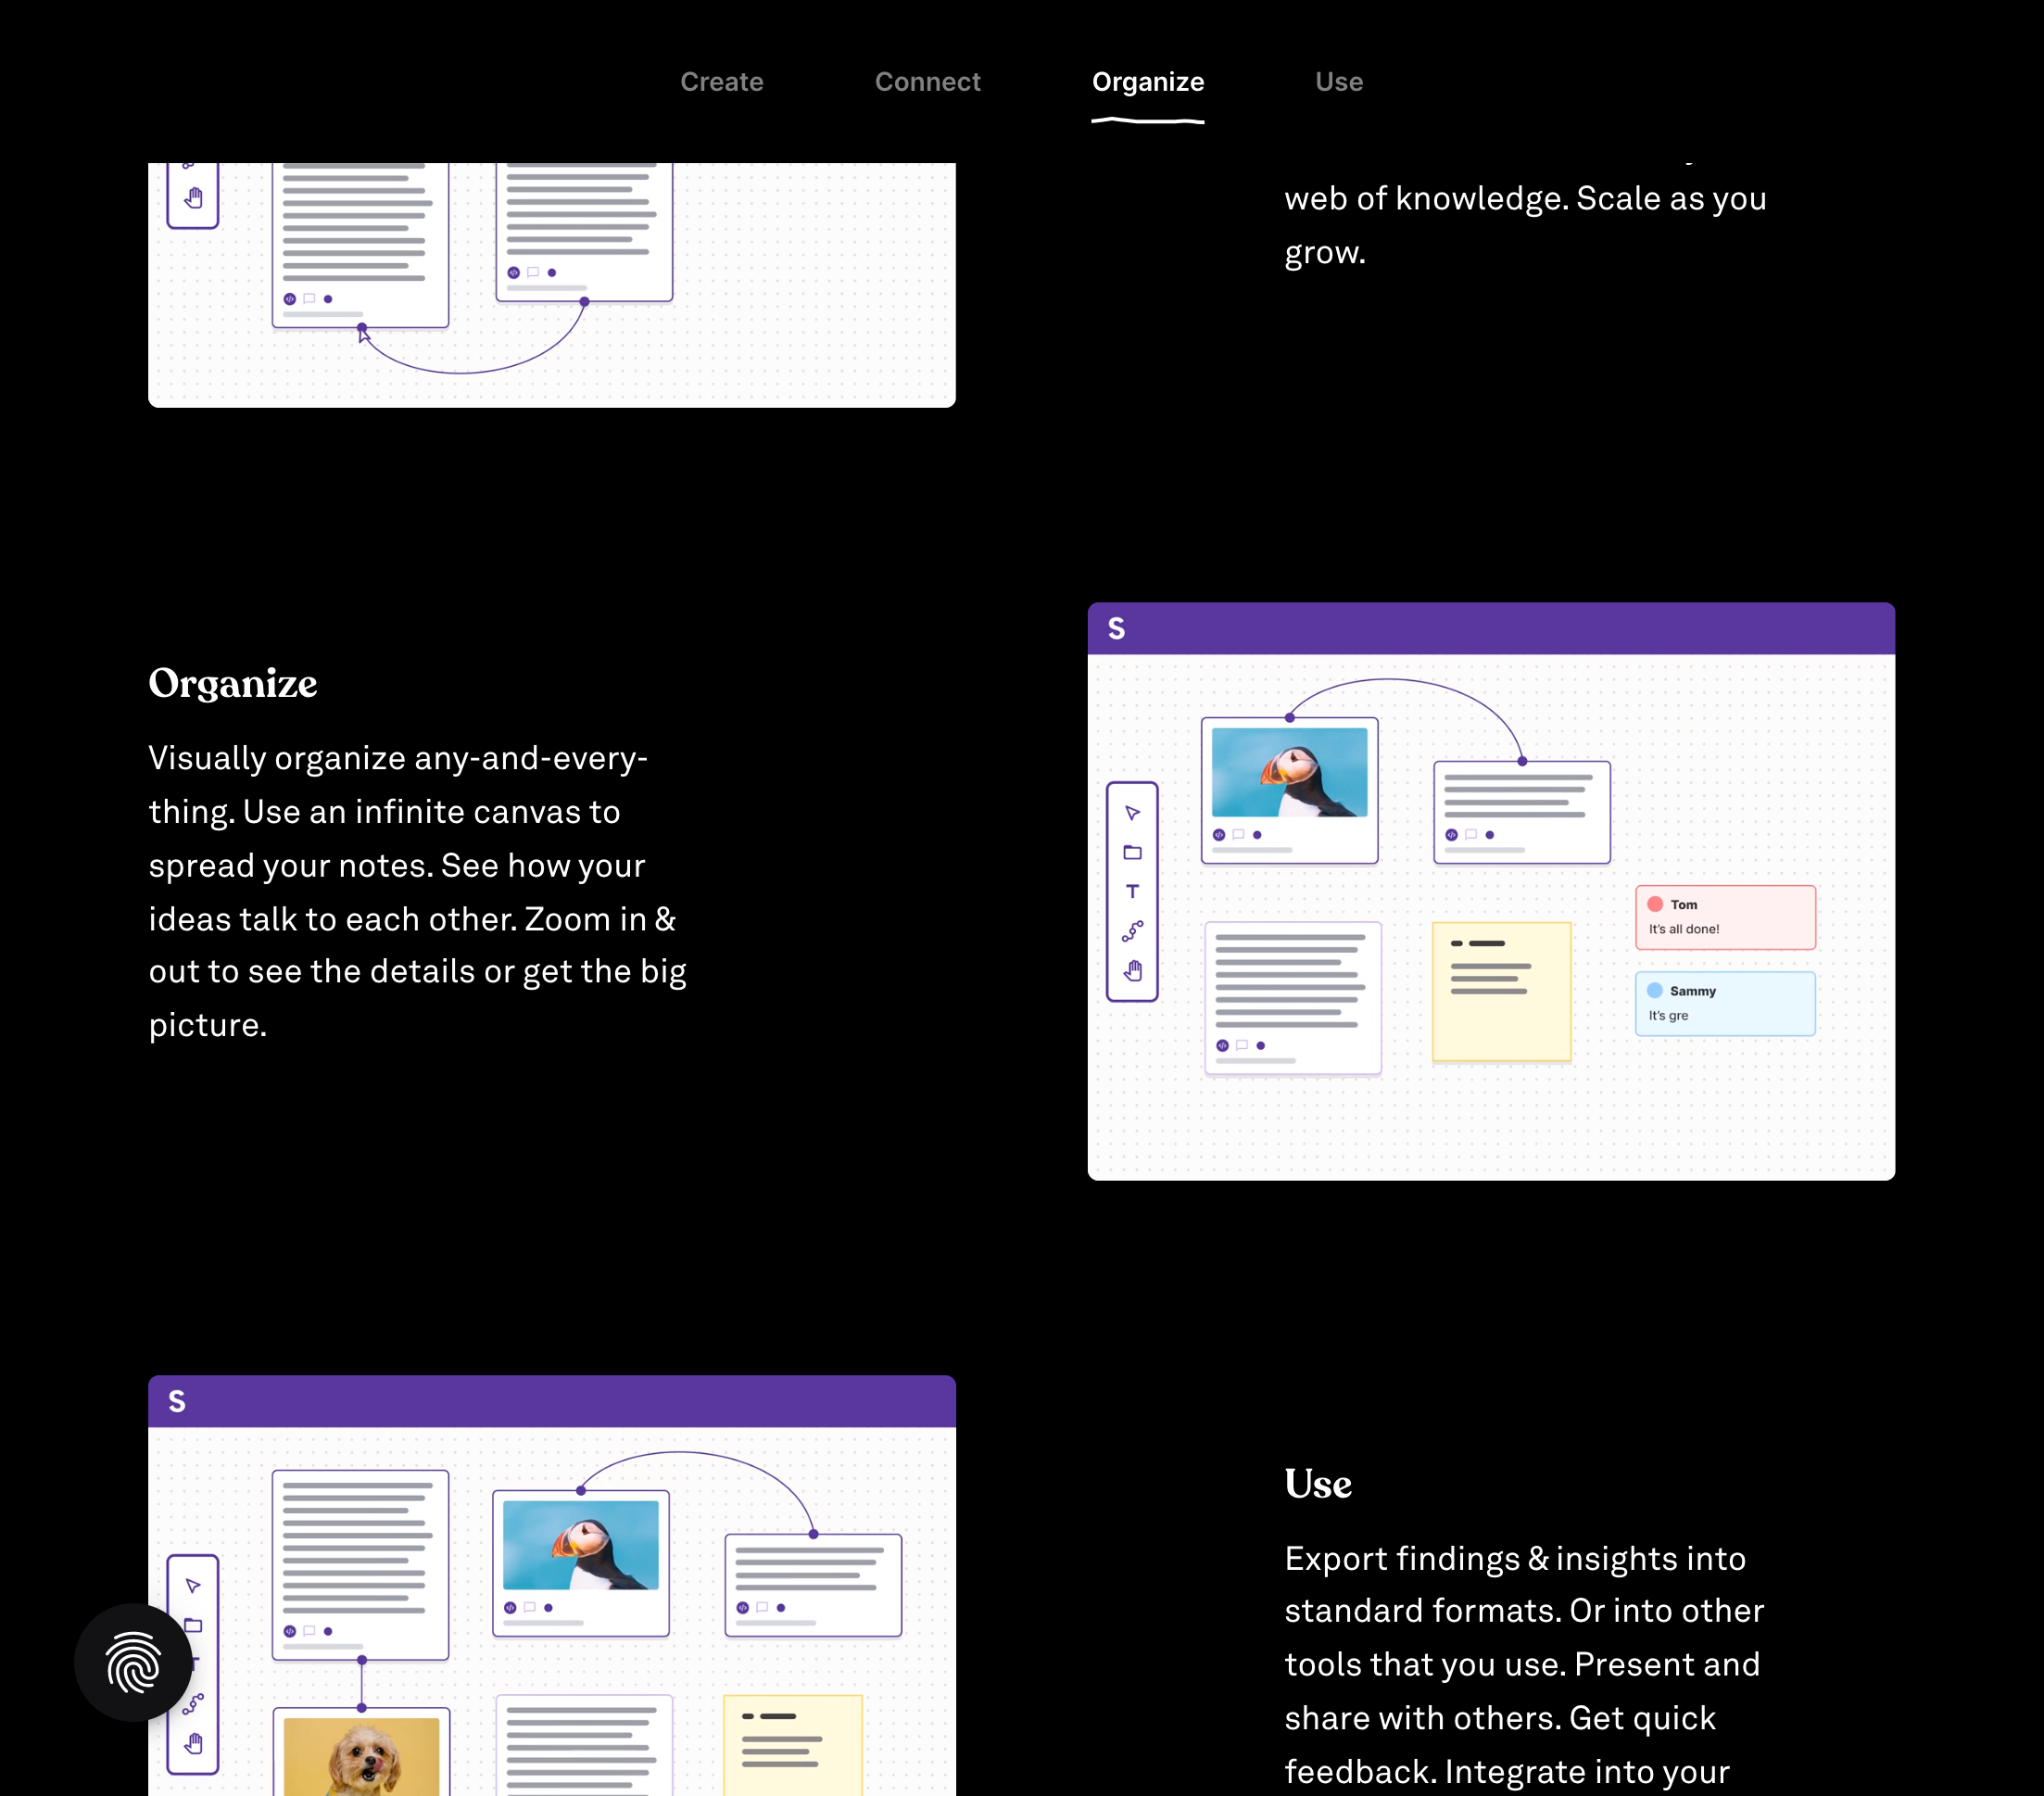 Create
Connect
Organize
Use
web of knowledge. Scale as you
grow.
Organize
Visually organize any-and-every-
thing. Use an infinite canvas to
spread your notes. See how your
ideas talk to each other. Zoom in &
out to see the details or get the big
picture.
S
T
Tom
It's all done!
Sammy
It's gre
S
Use
Export findings & insights into
standard formats. Or into other
tools that you use. Present and
share with others. Get quick
feedback. Integrate into your